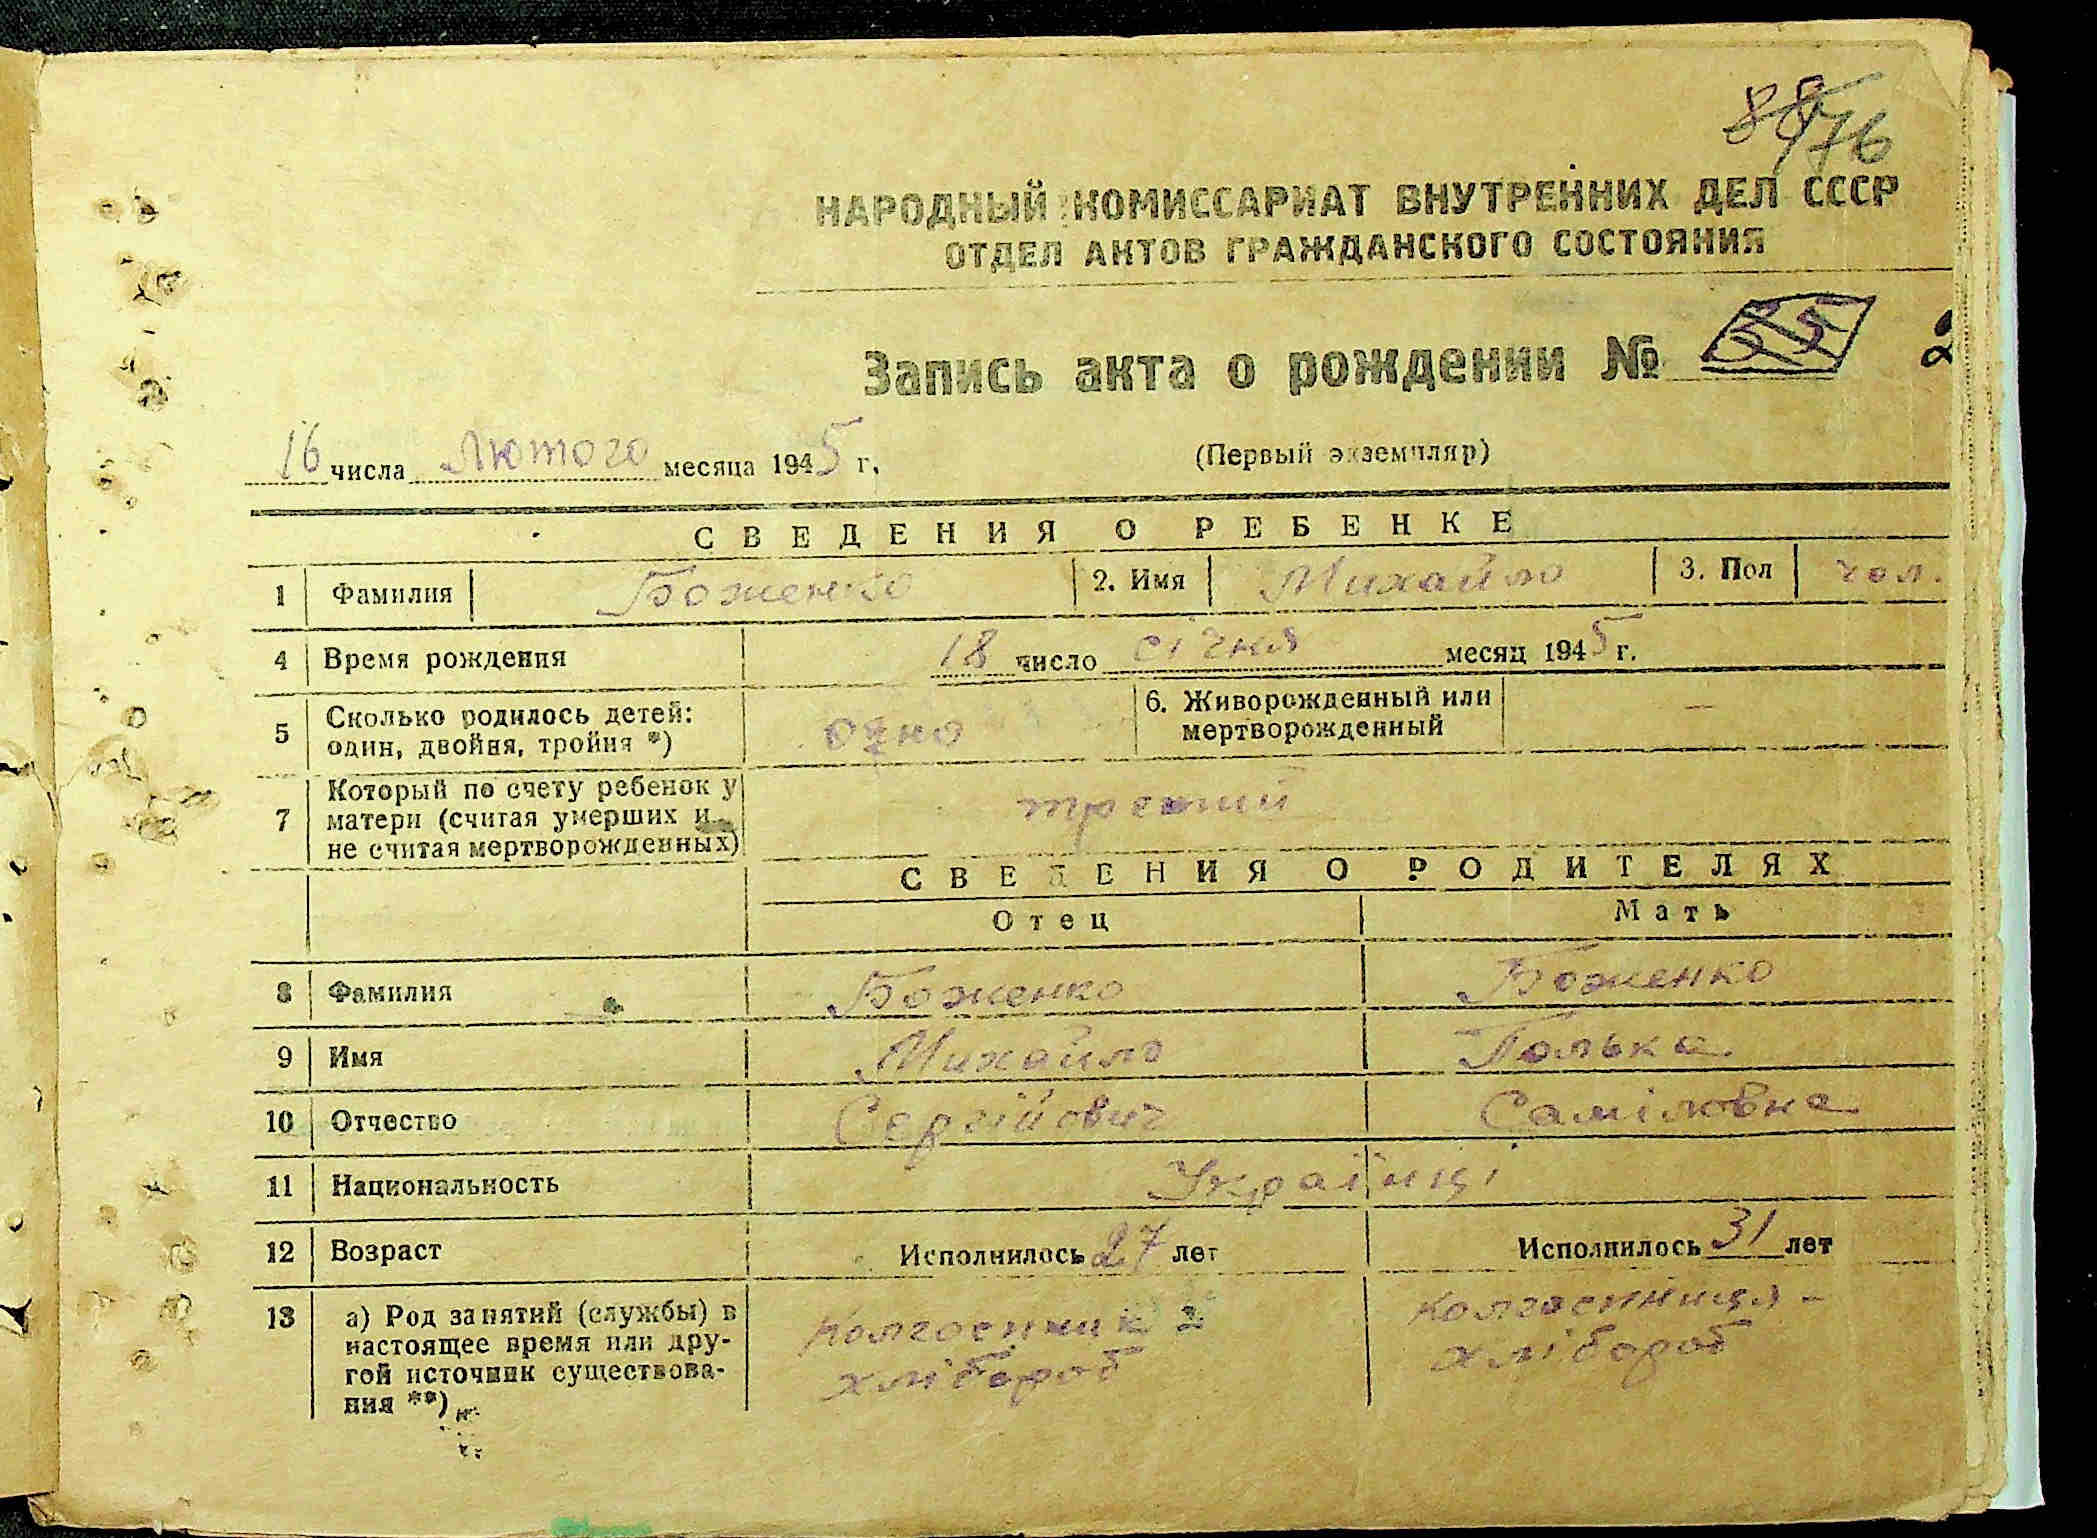 76
НАРОДНЫЙ КОМИССАРИАТ ВНУТРЕННИХ ДЕЛ СССР
ОТДЕЛ АКТОВ ГРАЖДАНСКОГО СОСТОЯНИЯ
Запись акта о рождении № 35 2
16 числа Лютого месяца 1945 г. (Первый экземпляр)
СВЕДЕНИЯ О РЕБЕНКЕ
1 Фамилия Боженко 2. Имя Михайло 3. Пол чол.
4 Время рождения 18 число січня месяц 1945 г.
5 Сколько родилось детей: один, двойня, тройня *) одно 6. Живорожденный или мертворожденный —
7 Который по счету ребенок у матери (считая умерших и не считая мертворожденных) третий
СВЕДЕНИЯ О РОДИТЕЛЯХ
Отец Мать
8 Фамилия Боженко Боженко
9 Имя Михайло Палька
10 Отчество Сергійович Саміловна
11 Национальность Українці
12 Возраст Исполнилось 27 лет Исполнилось 31 лет
13 а) Род занятий (службы) в настоящее время или другой источник существования **) Колгоспник хлібороб колгоспниця - хлібороб